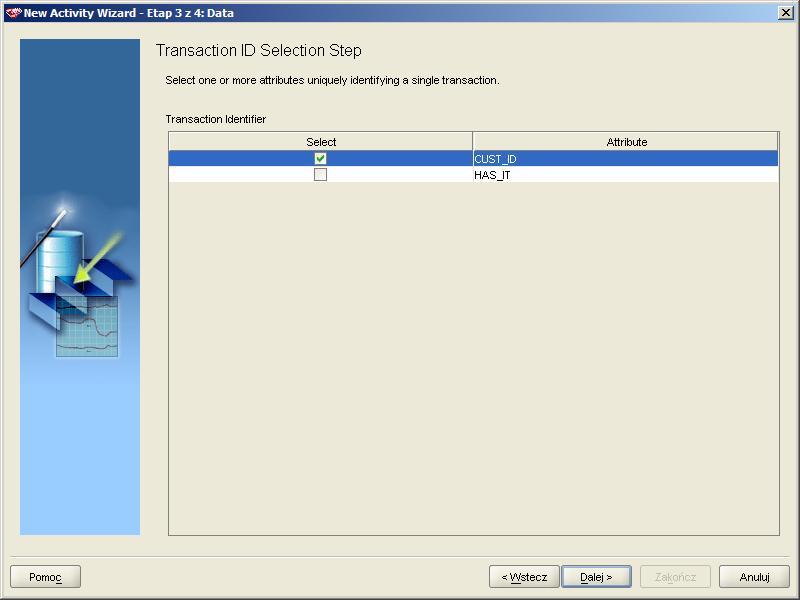 New Activity Wizard - Etap 3 z 4: Data
Transaction ID Selection Step
Select one or more attributes uniquely identifying a single transaction.
Transaction Identifier
Select Attribute
CUST_ID
HAS_IT
Pomoc < Wstecz Dalej > Zakończ Anuluj